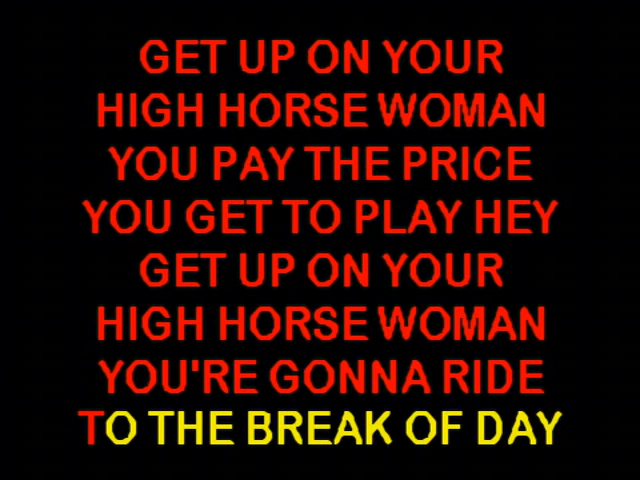 GET UP ON YOUR
HIGH HORSE WOMAN
YOU PAY THE PRICE
YOU GET TO PLAY HEY
GET UP ON YOUR
HIGH HORSE WOMAN
YOU'RE GONNA RIDE
TO THE BREAK OF DAY